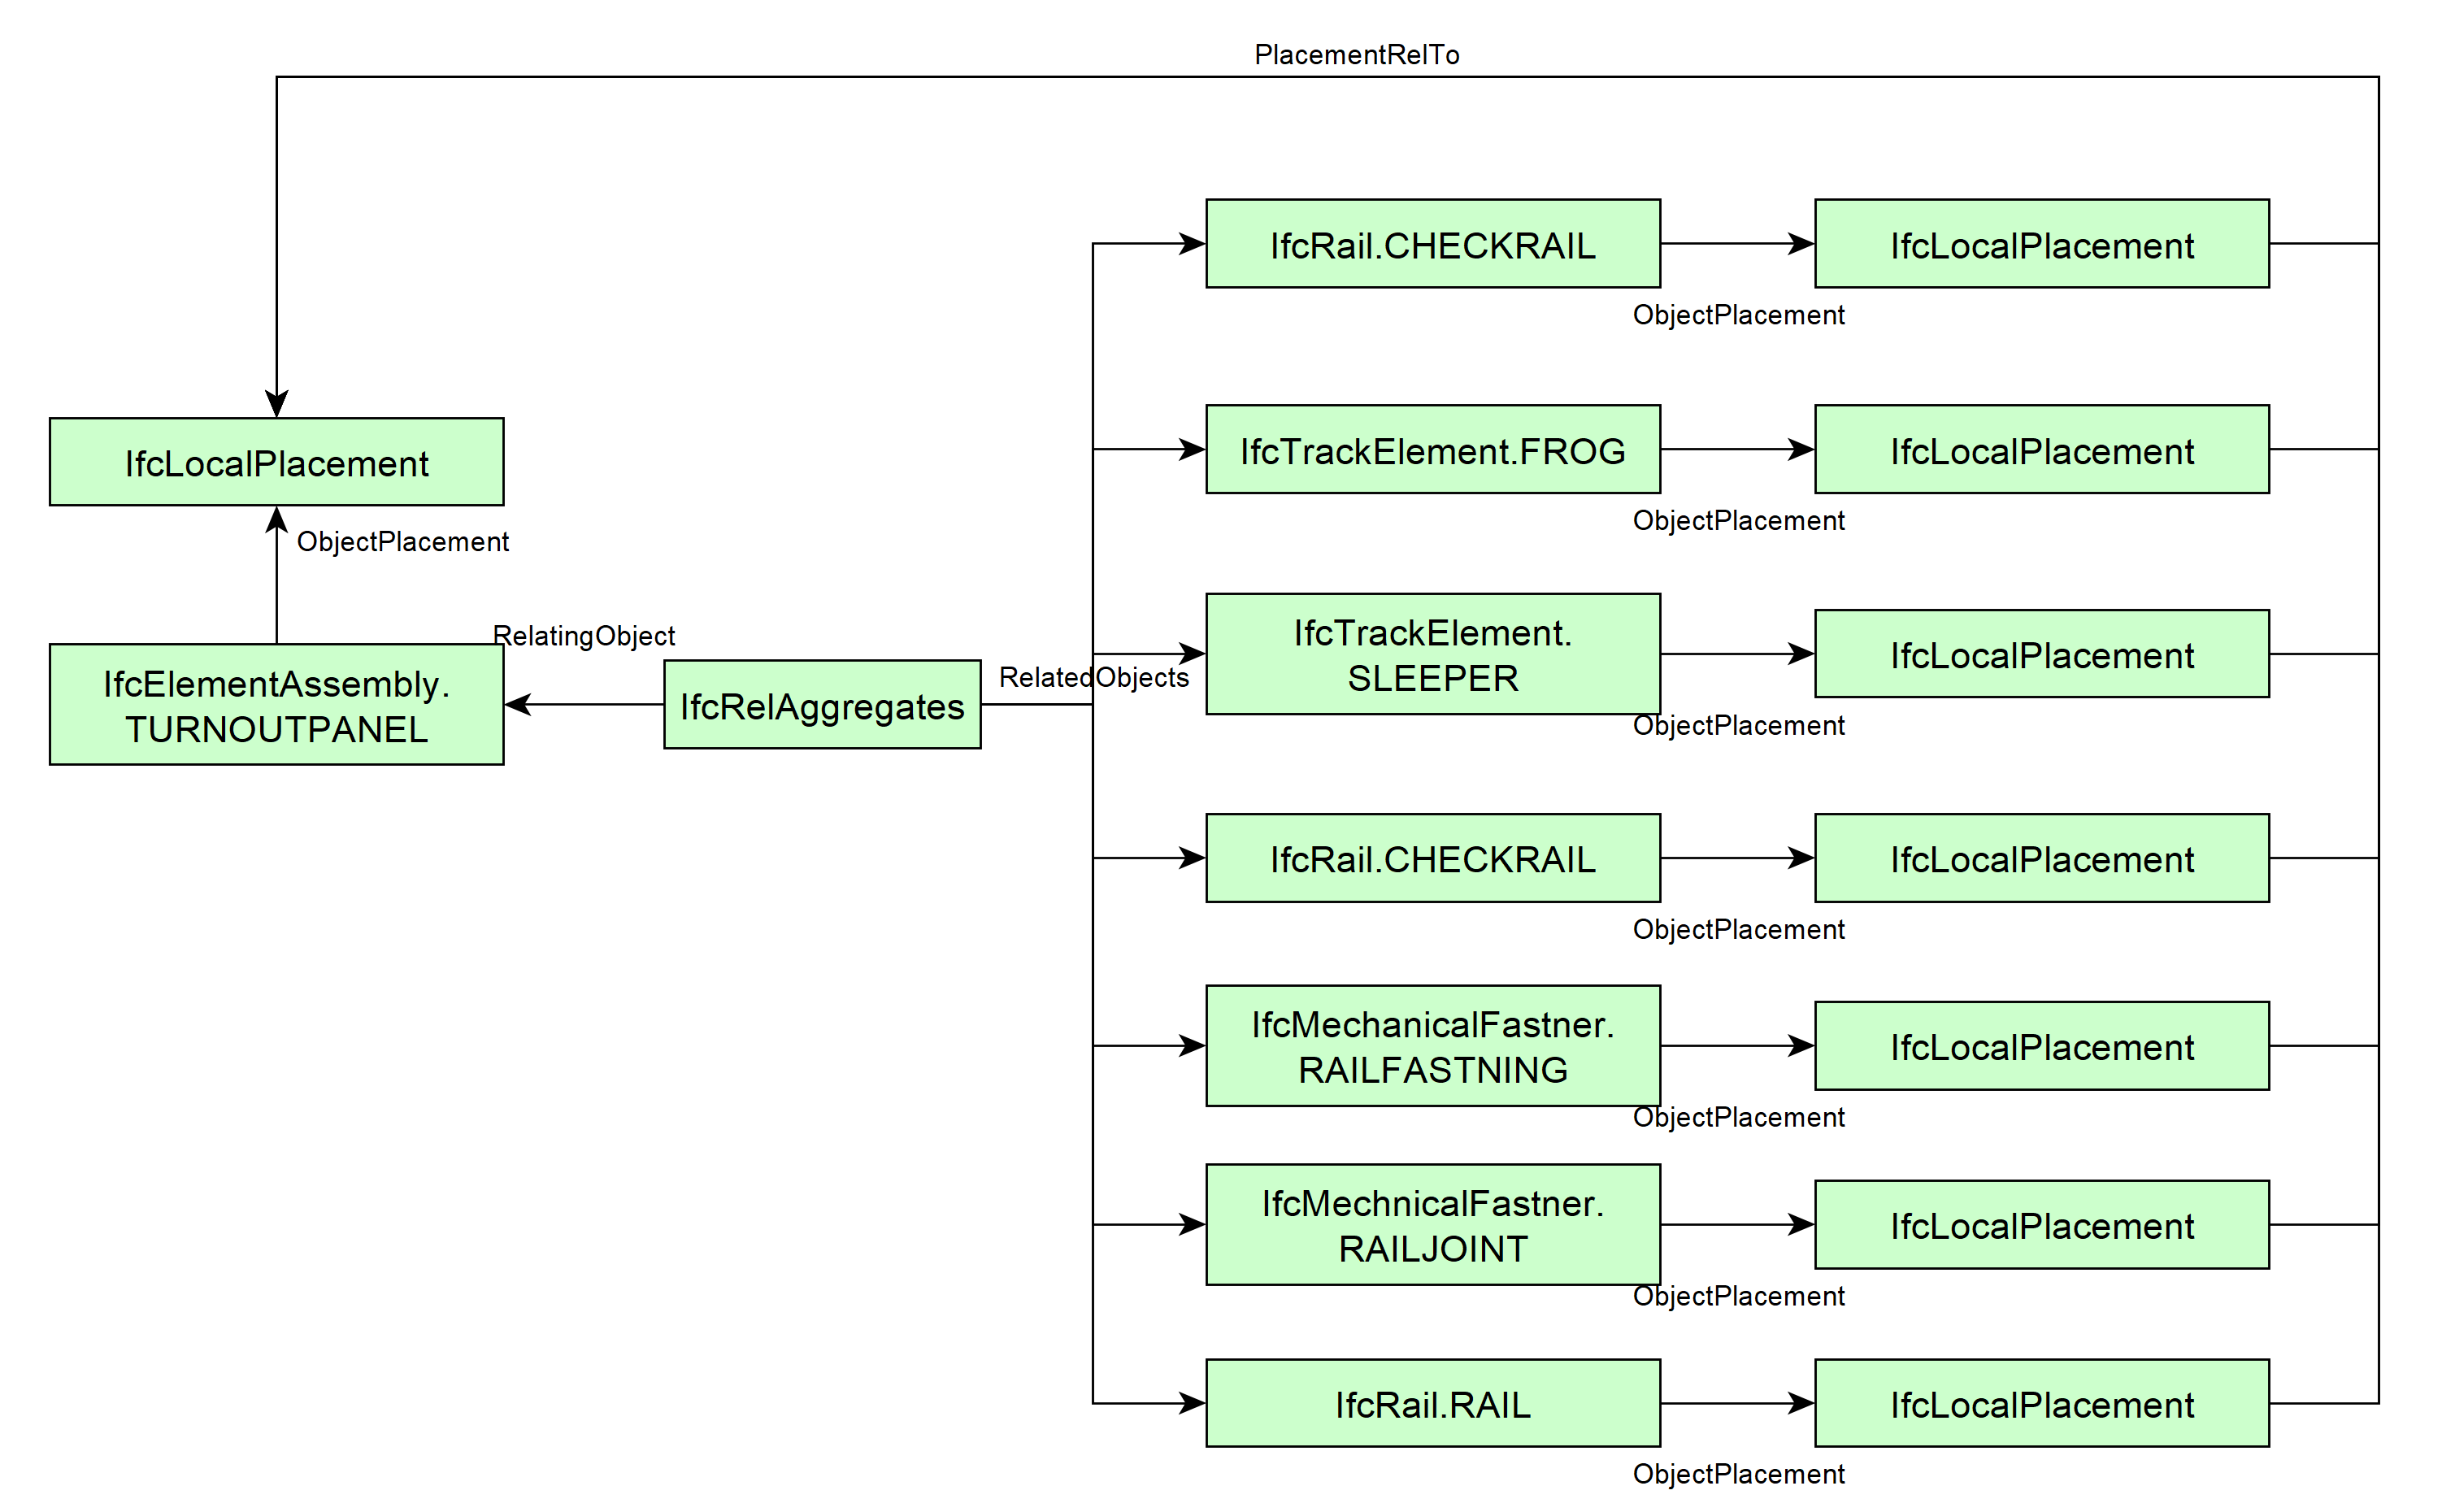 PlacementRelTo
IfcRail.CHECKRAIL
IfcLocalPlacement
ObjectPlacement
IfcTrackElement.FROG
IfcLocalPlacement
ObjectPlacement
IfcLocalPlacement
ObjectPlacement
RelatingObject
IfcElementAssembly.
TURNOUTPANEL
IfcRelAggregates
RelatedObjects
IfcTrackElement.
SLEEPER
IfcLocalPlacement
ObjectPlacement
IfcRail.CHECKRAIL
IfcLocalPlacement
ObjectPlacement
IfcMechanicalFastner.
RAILFASTNING
IfcLocalPlacement
ObjectPlacement
IfcMechnicalFastner.
RAILJOINT
IfcLocalPlacement
ObjectPlacement
IfcRail.RAIL
IfcLocalPlacement
ObjectPlacement